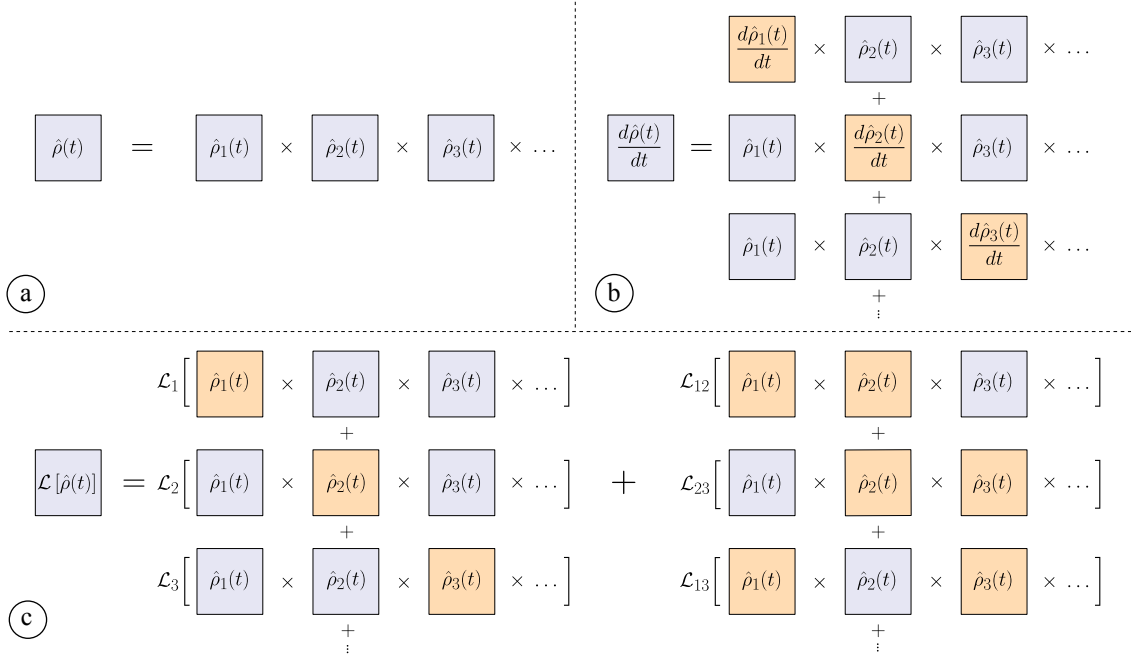 ρ̂(t) = ρ̂₁(t) × ρ̂₂(t) × ρ̂₃(t) × …
a
dρ̂₁(t)/dt × ρ̂₂(t) × ρ̂₃(t) × …
+
dρ̂(t)/dt = ρ̂₁(t) × dρ̂₂(t)/dt × ρ̂₃(t) × …
+
ρ̂₁(t) × ρ̂₂(t) × dρ̂₃(t)/dt × …
+
⋮
b
ℒ₁[ρ̂₁(t) × ρ̂₂(t) × ρ̂₃(t) × …] ℒ₁₂[ρ̂₁(t) × ρ̂₂(t) × ρ̂₃(t) × …]
+ +
ℒ[ρ̂(t)] = ℒ₂[ρ̂₁(t) × ρ̂₂(t) × ρ̂₃(t) × …] + ℒ₂₃[ρ̂₁(t) × ρ̂₂(t) × ρ̂₃(t) × …]
+ +
ℒ₃[ρ̂₁(t) × ρ̂₂(t) × ρ̂₃(t) × …] ℒ₁₃[ρ̂₁(t) × ρ̂₂(t) × ρ̂₃(t) × …]
+ +
⋮ ⋮
c